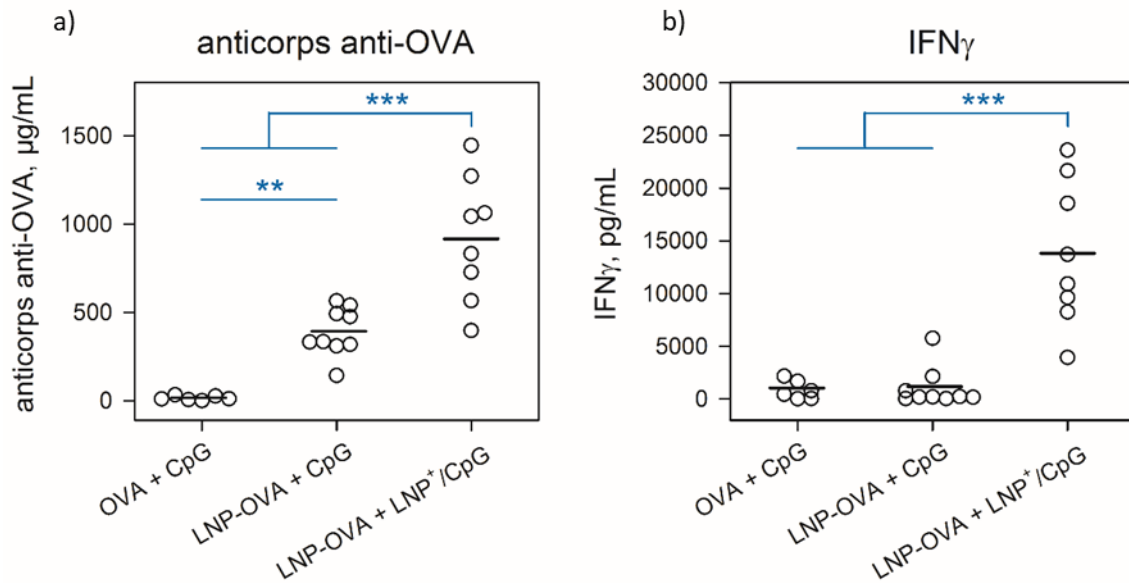 a)
anticorps anti-OVA
anticorps anti-OVA, µg/mL
1500
1000
500
0
***
**
OVA + CpG
LNP-OVA + CpG
LNP-OVA + LNP⁺/CpG
b)
IFNγ
IFNγ, pg/mL
30000
25000
20000
15000
10000
5000
0
***
OVA + CpG
LNP-OVA + CpG
LNP-OVA + LNP⁺/CpG